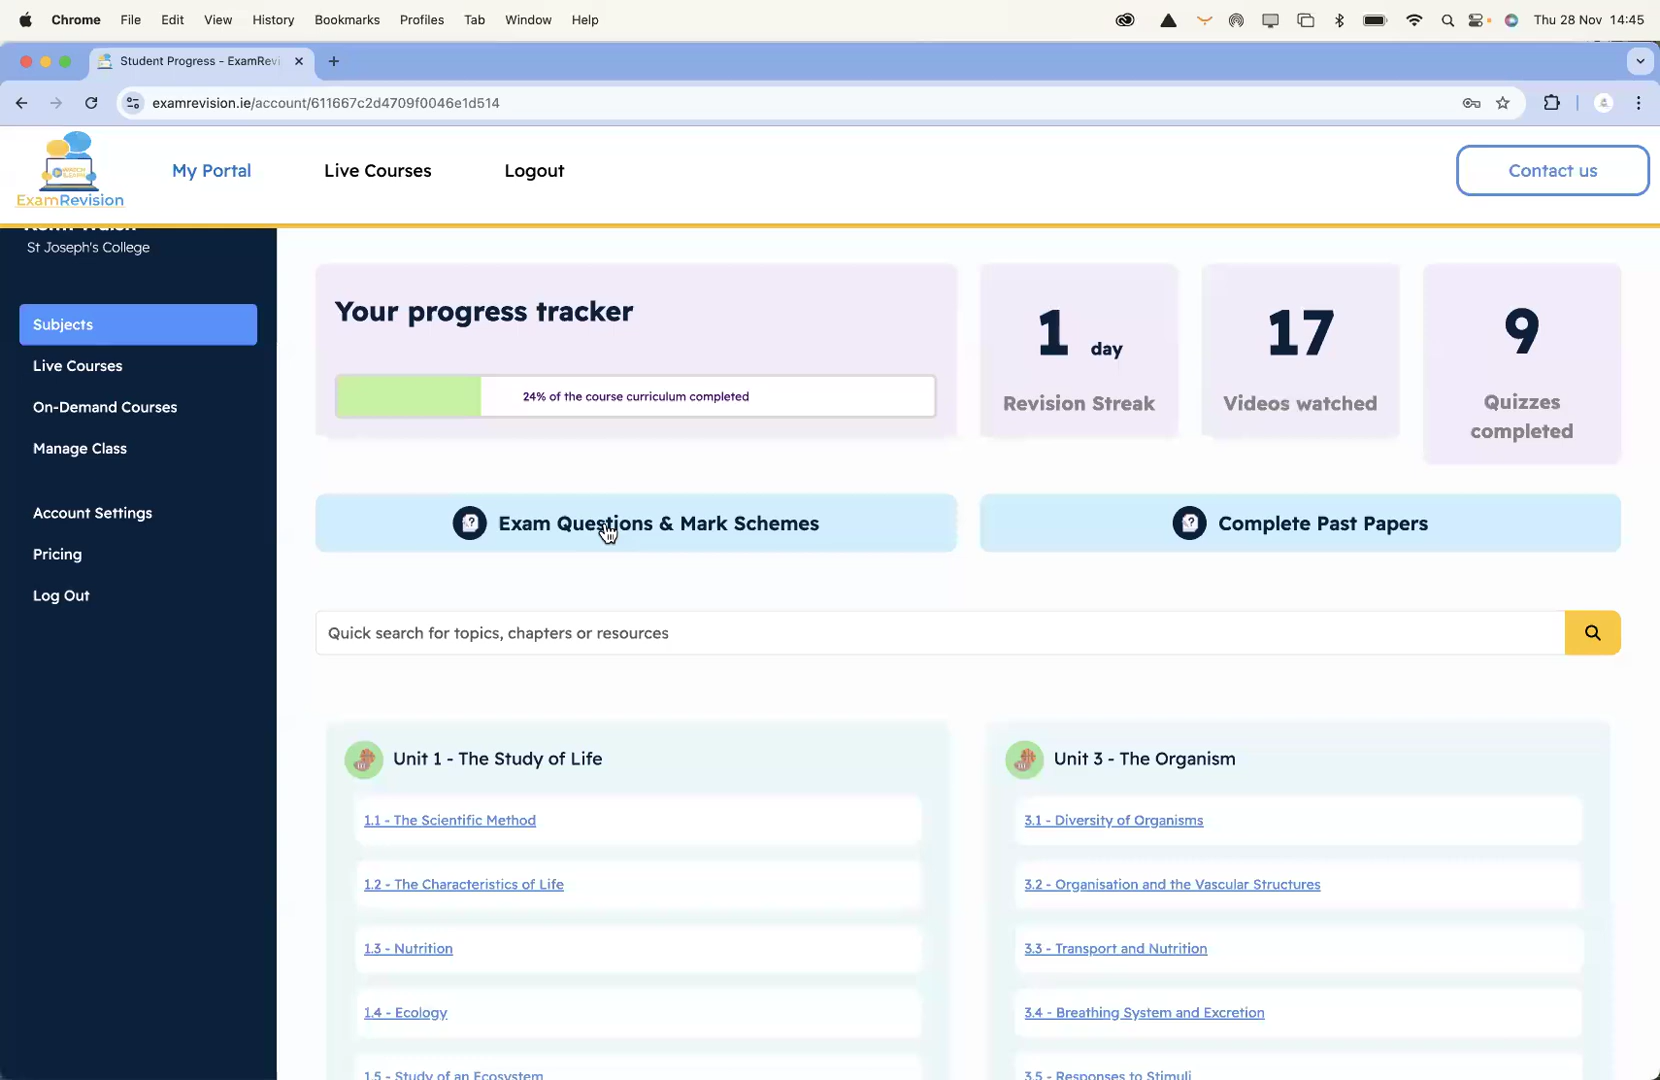 Chrome File Edit View History Bookmarks Profiles Tab Window Help Thu 28 Nov 14:45
Student Progress - ExamRevi
examrevision.ie/account/611667c2d4709f0046e1d514
ExamRevision
My Portal Live Courses Logout Contact us
St Joseph's College
Subjects
Live Courses
On-Demand Courses
Manage Class
Account Settings
Pricing
Log Out
Your progress tracker
24% of the course curriculum completed
1 day
Revision Streak
17
Videos watched
9
Quizzes
completed
Exam Questions & Mark Schemes
Complete Past Papers
Quick search for topics, chapters or resources
Unit 1 - The Study of Life
1.1 - The Scientific Method
1.2 - The Characteristics of Life
1.3 - Nutrition
1.4 - Ecology
1.5 - Study of an Ecosystem
Unit 3 - The Organism
3.1 - Diversity of Organisms
3.2 - Organisation and the Vascular Structures
3.3 - Transport and Nutrition
3.4 - Breathing System and Excretion
3.5 - Responses to Stimuli